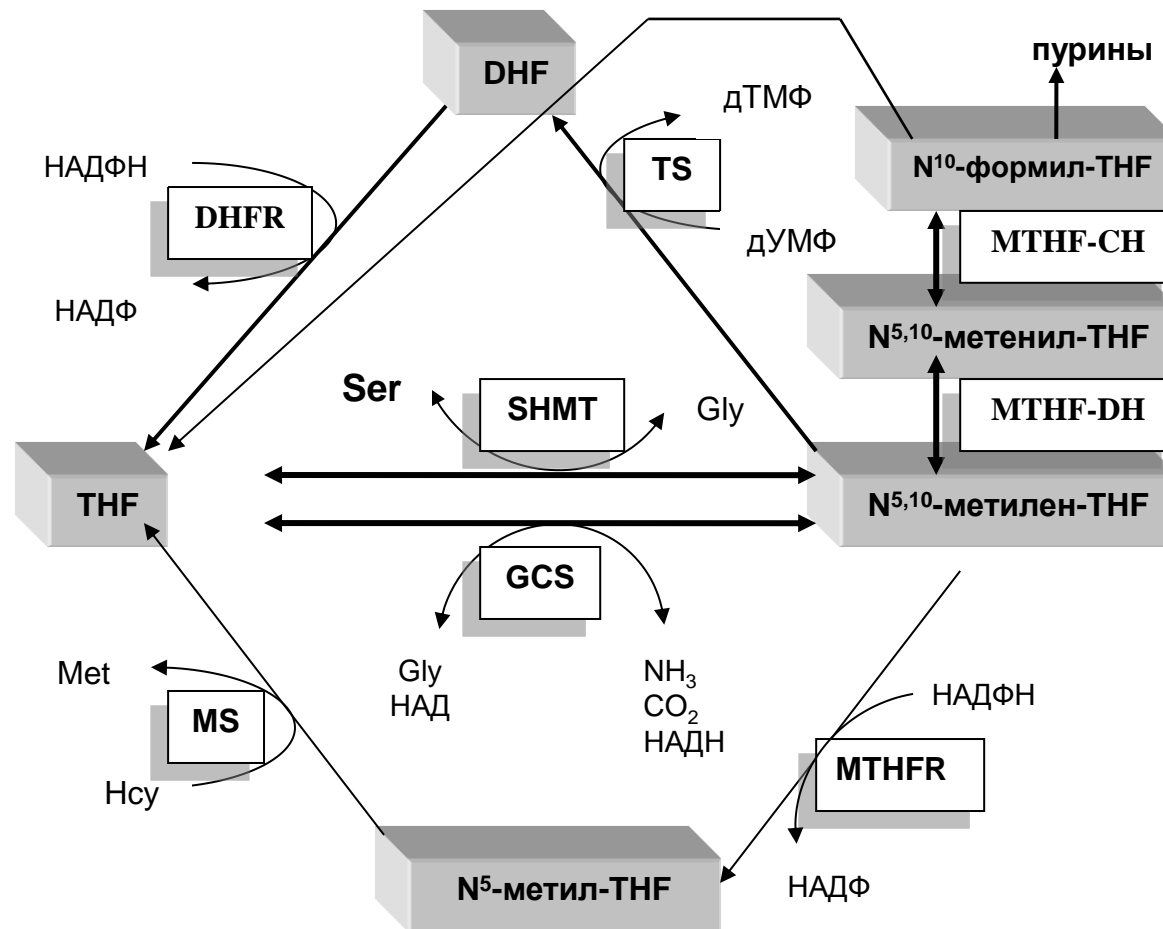 DHF
пурины
дТМФ
N¹⁰-формил-THF
НАДФН
TS
DHFR
дУМФ
MTHF-CH
НАДФ
N⁵,¹⁰-метенил-THF
Ser
SHMT
Gly
MTHF-DH
THF
N⁵,¹⁰-метилен-THF
GCS
Met
Gly
НАД
NH₃
CO₂
НАДН
НАДФН
MS
MTHFR
Hcy
N⁵-метил-THF
НАДФ